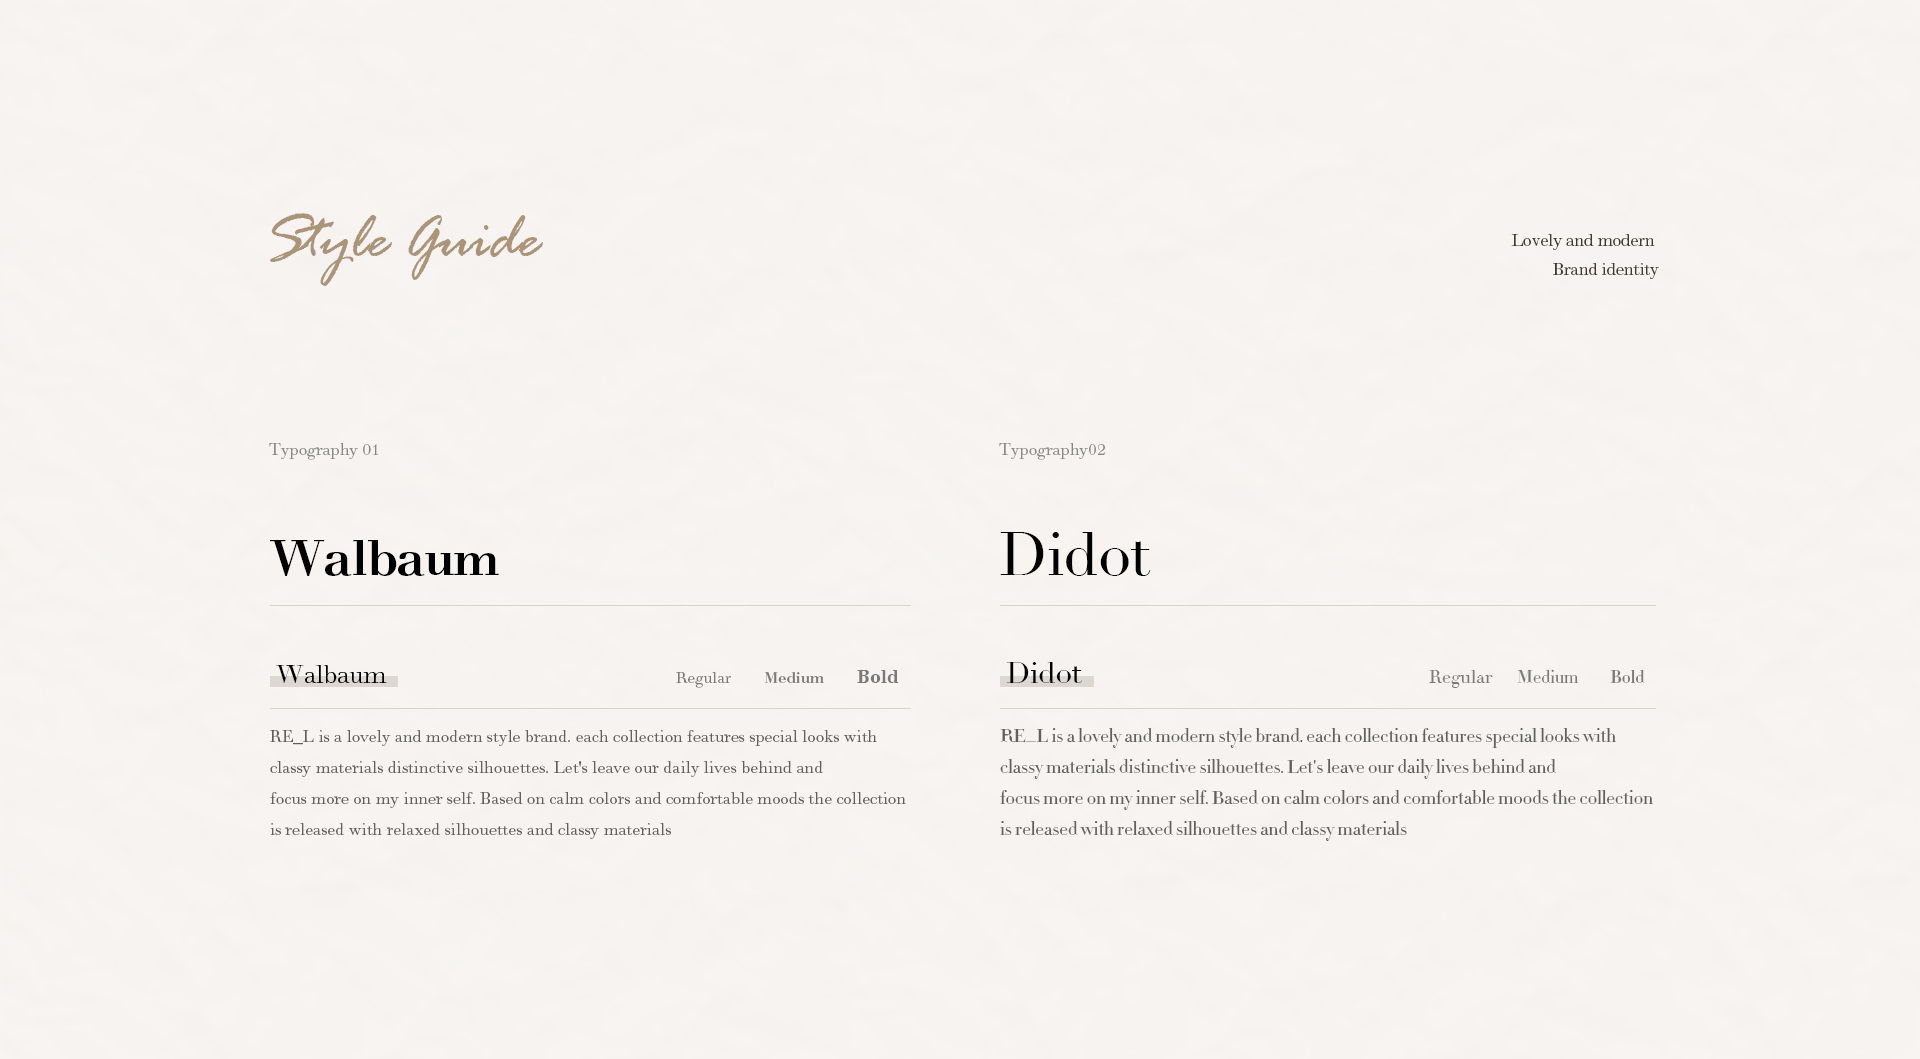 Style Guide
Lovely and modern
Brand identity
Typography 01
Walbaum
Walbaum
Regular Medium Bold
RE_L is a lovely and modern style brand. each collection features special looks with
classy materials distinctive silhouettes. Let's leave our daily lives behind and
focus more on my inner self. Based on calm colors and comfortable moods the collection
is released with relaxed silhouettes and classy materials
Typography02
Didot
Didot
Regular Medium Bold
RE_L is a lovely and modern style brand. each collection features special looks with
classy materials distinctive silhouettes. Let's leave our daily lives behind and
focus more on my inner self. Based on calm colors and comfortable moods the collection
is released with relaxed silhouettes and classy materials